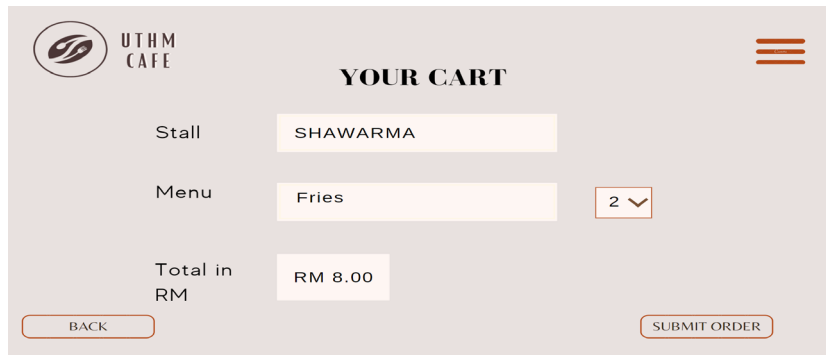 UTHM
CAFE
YOUR CART
Stall
SHAWARMA
Menu
Fries
2
Total in
RM
RM 8.00
BACK
SUBMIT ORDER